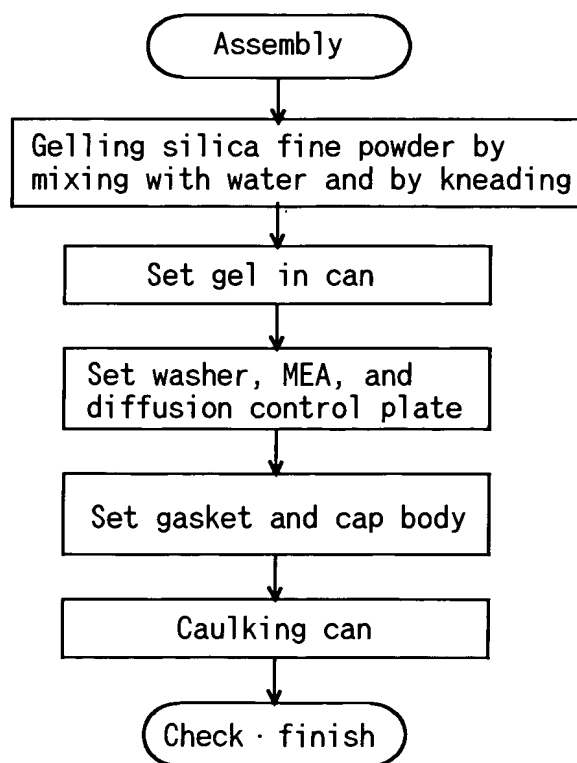 Assembly
Gelling silica fine powder by
mixing with water and by kneading
Set gel in can
Set washer, MEA, and
diffusion control plate
Set gasket and cap body
Caulking can
Check · finish